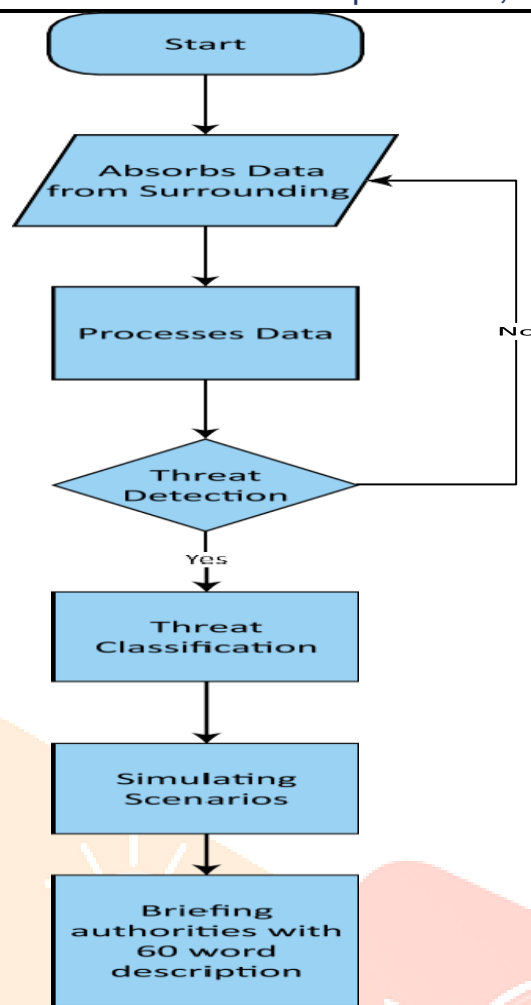 Start
Absorbs Data
from Surrounding
Processes Data
No
Threat
Detection
Yes
Threat
Classification
Simulating
Scenarios
Briefing
authorities with
60 word
description